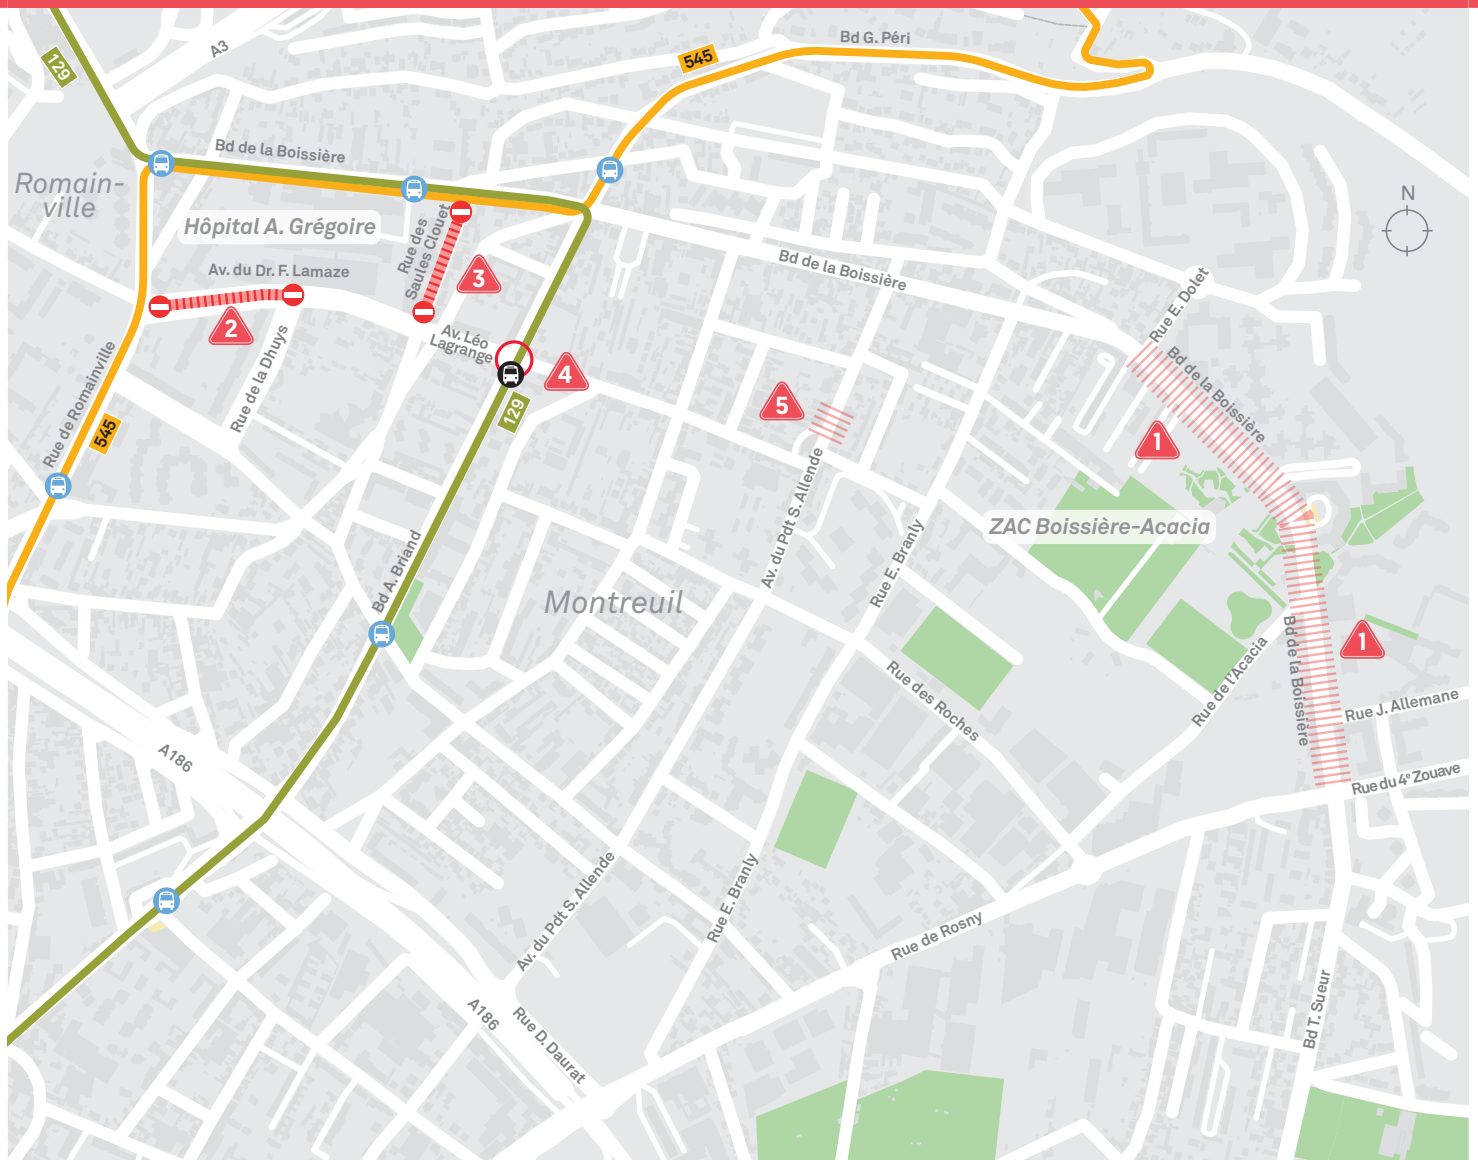 A3
129
545
Bd G. Péri
Bd de la Boissière
Romain-
ville
Hôpital A. Grégoire
Rue des
Saules Clouet
N
3
Av. du Dr. F. Lamaze
Bd de la Boissière
Rue E. Dolet
2
Av. Léo
Lagrange
Rue de la Dhuys
Rue de Romainville
4
Bd de la Boissière
5
129
545
1
Av. du Pdt S. Allende
ZAC Boissière-Acacia
Rue E. Branly
Bd A. Briand
Montreuil
1
Bd de la Boissière
Rue de l'Acacia
Rue des Roches
Rue J. Allemane
A186
Rue du 4e Zouave
Av. du Pdt S. Allende
Rue E. Branly
Rue de Rosny
A186
Rue D. Daurat
Bd T. Sueur